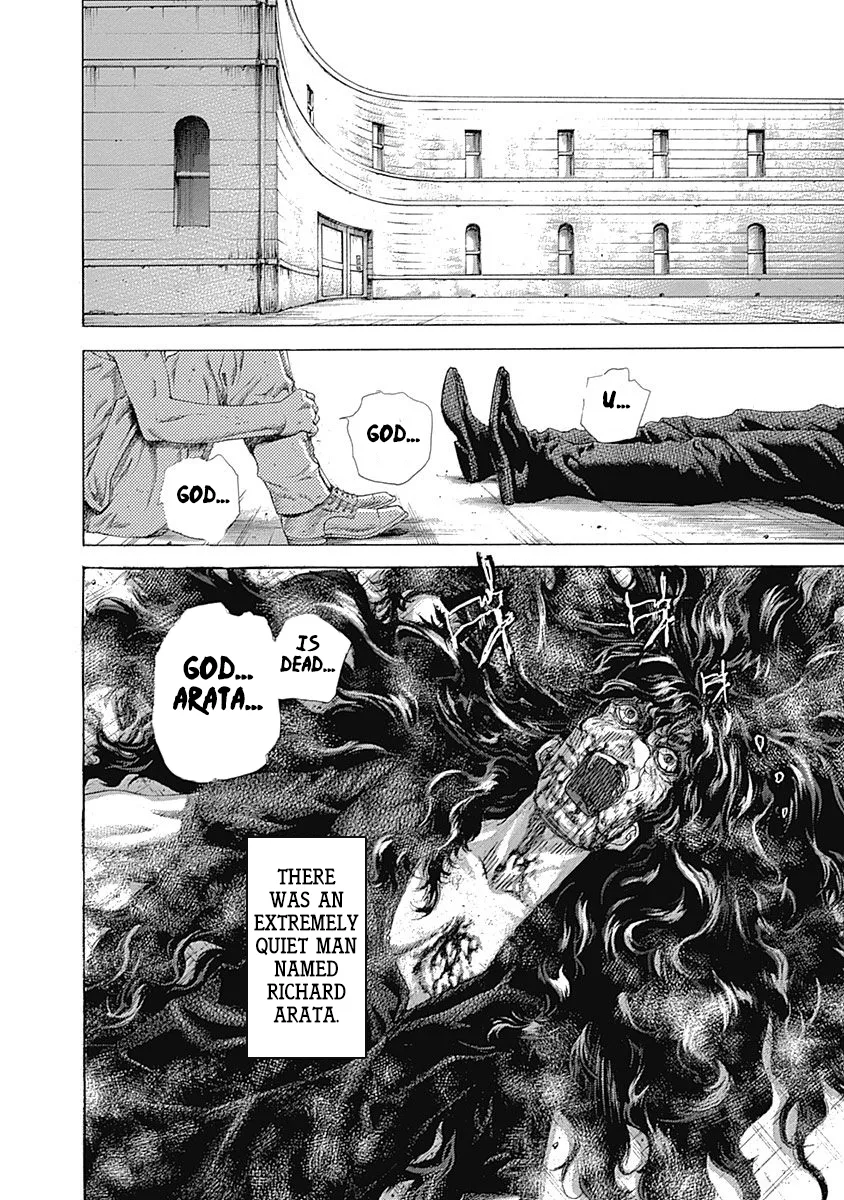 U...
GOD...
GOD...
IS
DEAD...
GOD...
ARATA...
THERE
WAS AN
EXTREMELY
QUIET MAN
NAMED
RICHARD
ARATA.